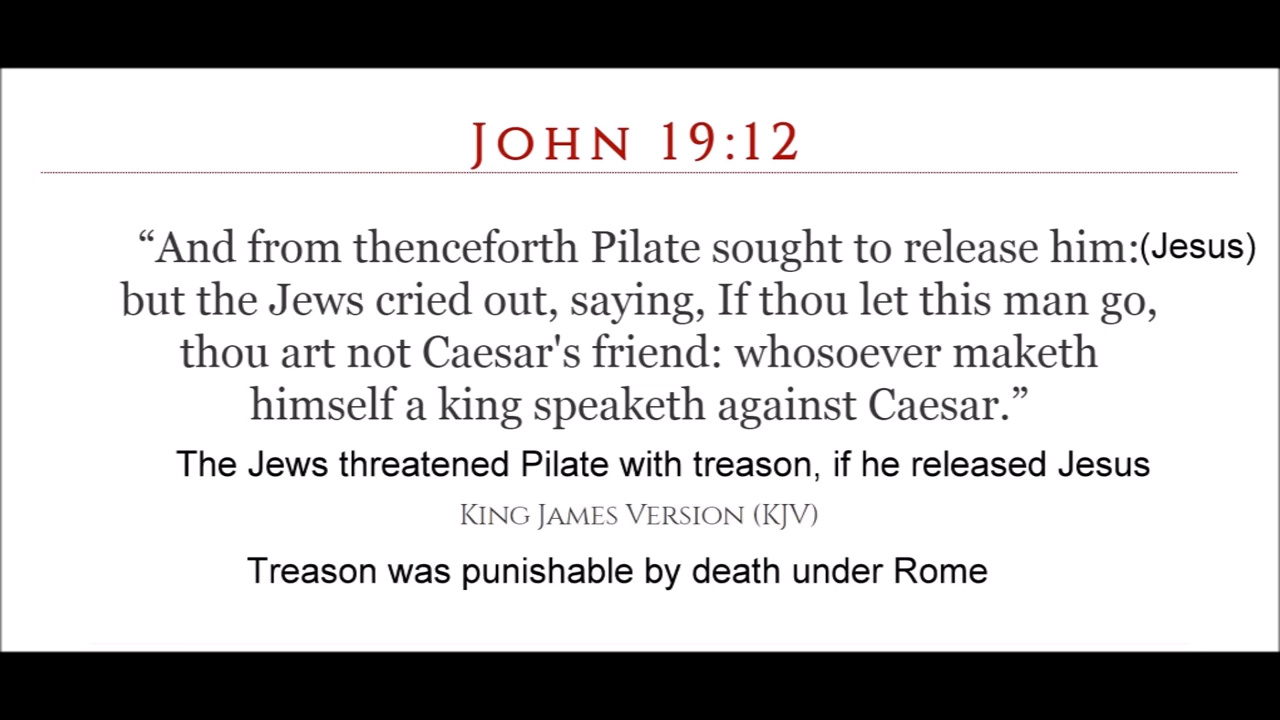 John 19:12
“And from thenceforth Pilate sought to release him:(Jesus)
but the Jews cried out, saying, If thou let this man go,
thou art not Caesar's friend: whosoever maketh
himself a king speaketh against Caesar.”
The Jews threatened Pilate with treason, if he released Jesus
King James Version (KJV)
Treason was punishable by death under Rome